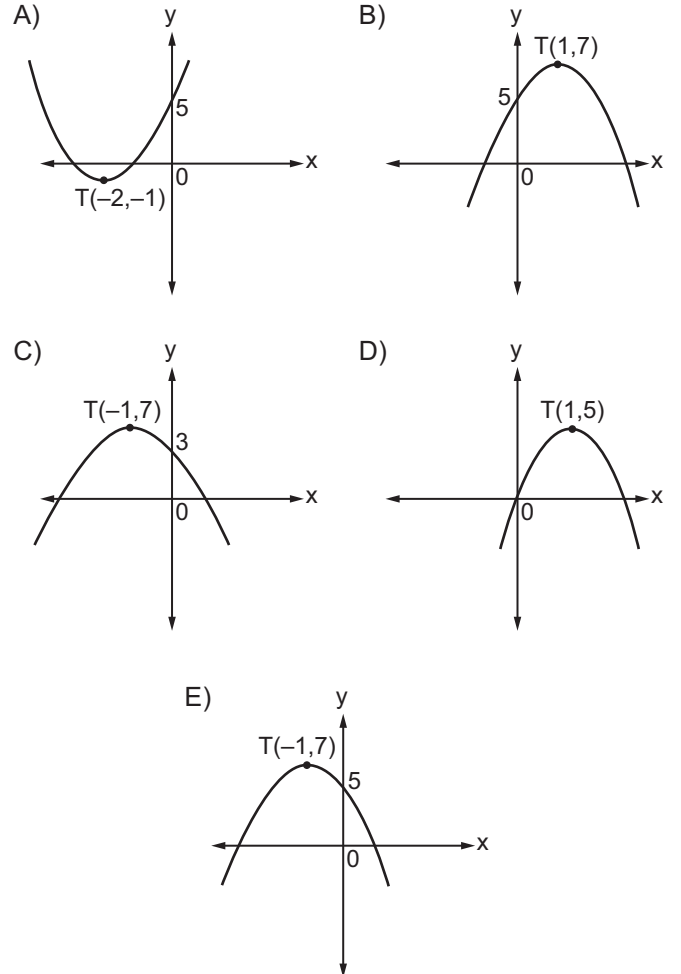 A)
y
5
x
0
T(–2,–1)
B)
y
T(1,7)
5
x
0
C)
y
T(–1,7)
3
x
0
D)
y
T(1,5)
x
0
E)
y
T(–1,7)
5
x
0